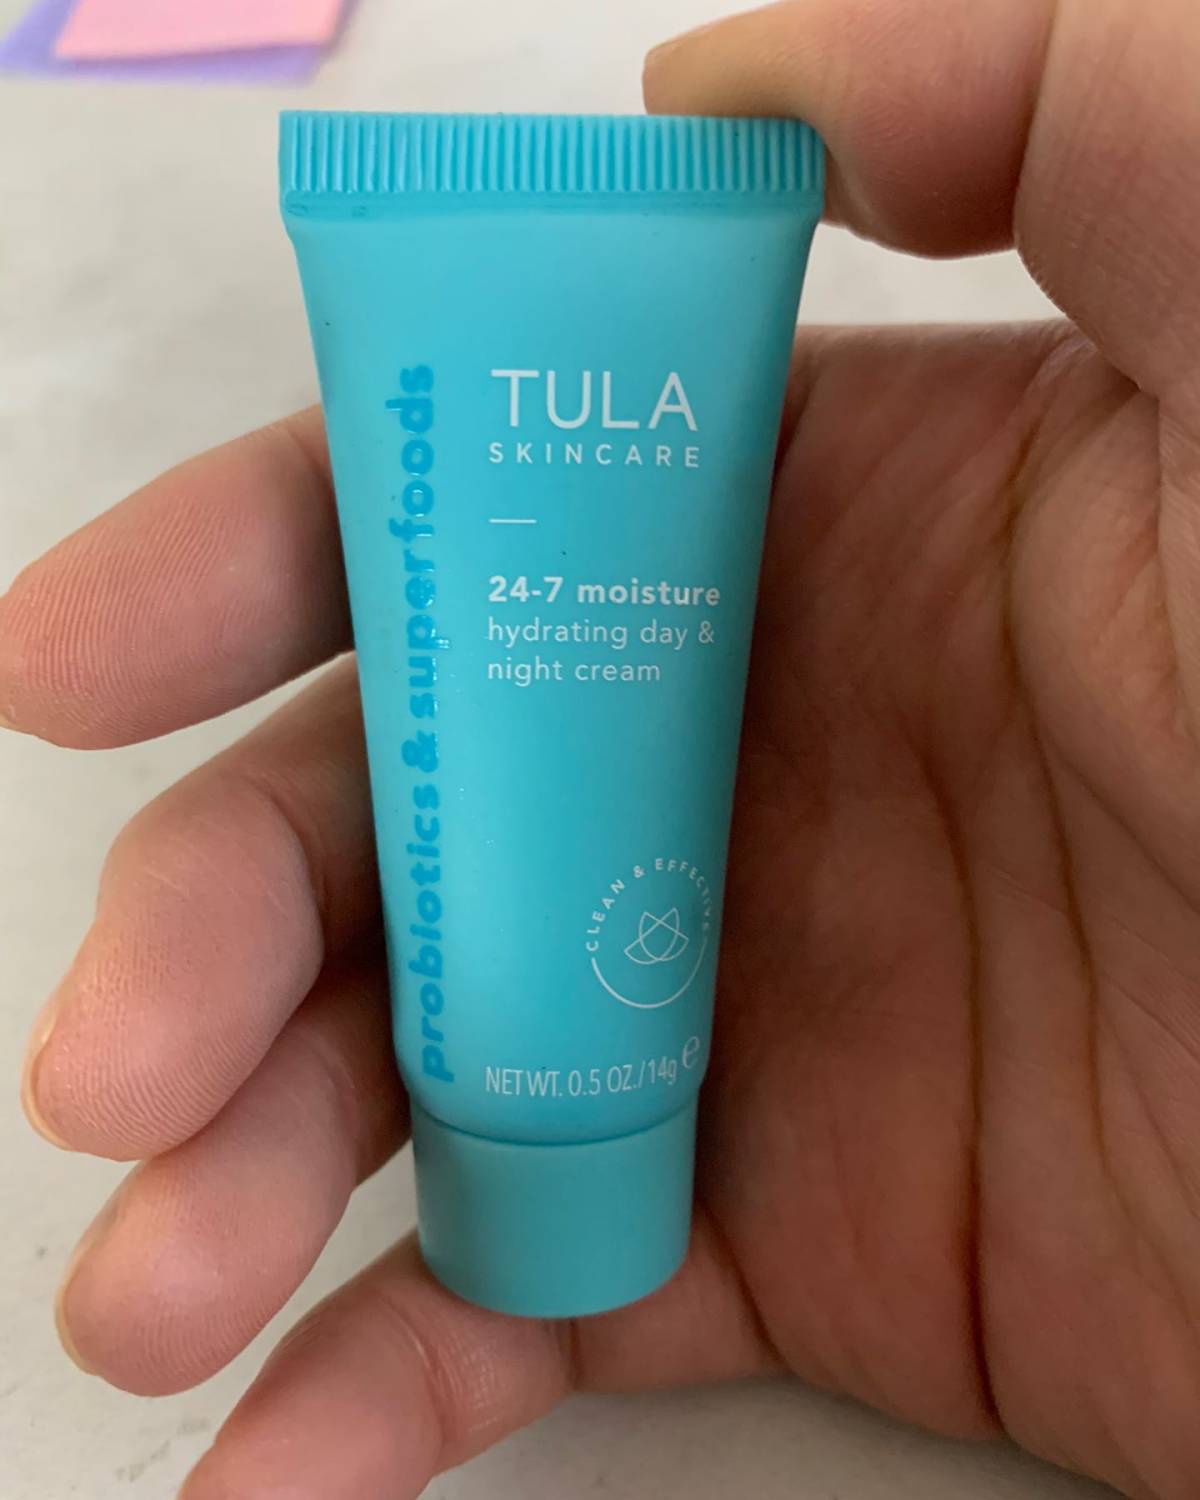 TULA
SKINCARE
24-7 moisture
hydrating day &
night cream
probiotics & superfoods
CLEAN & EFFECTIVE
NET WT. 0.5 OZ./14g ℮